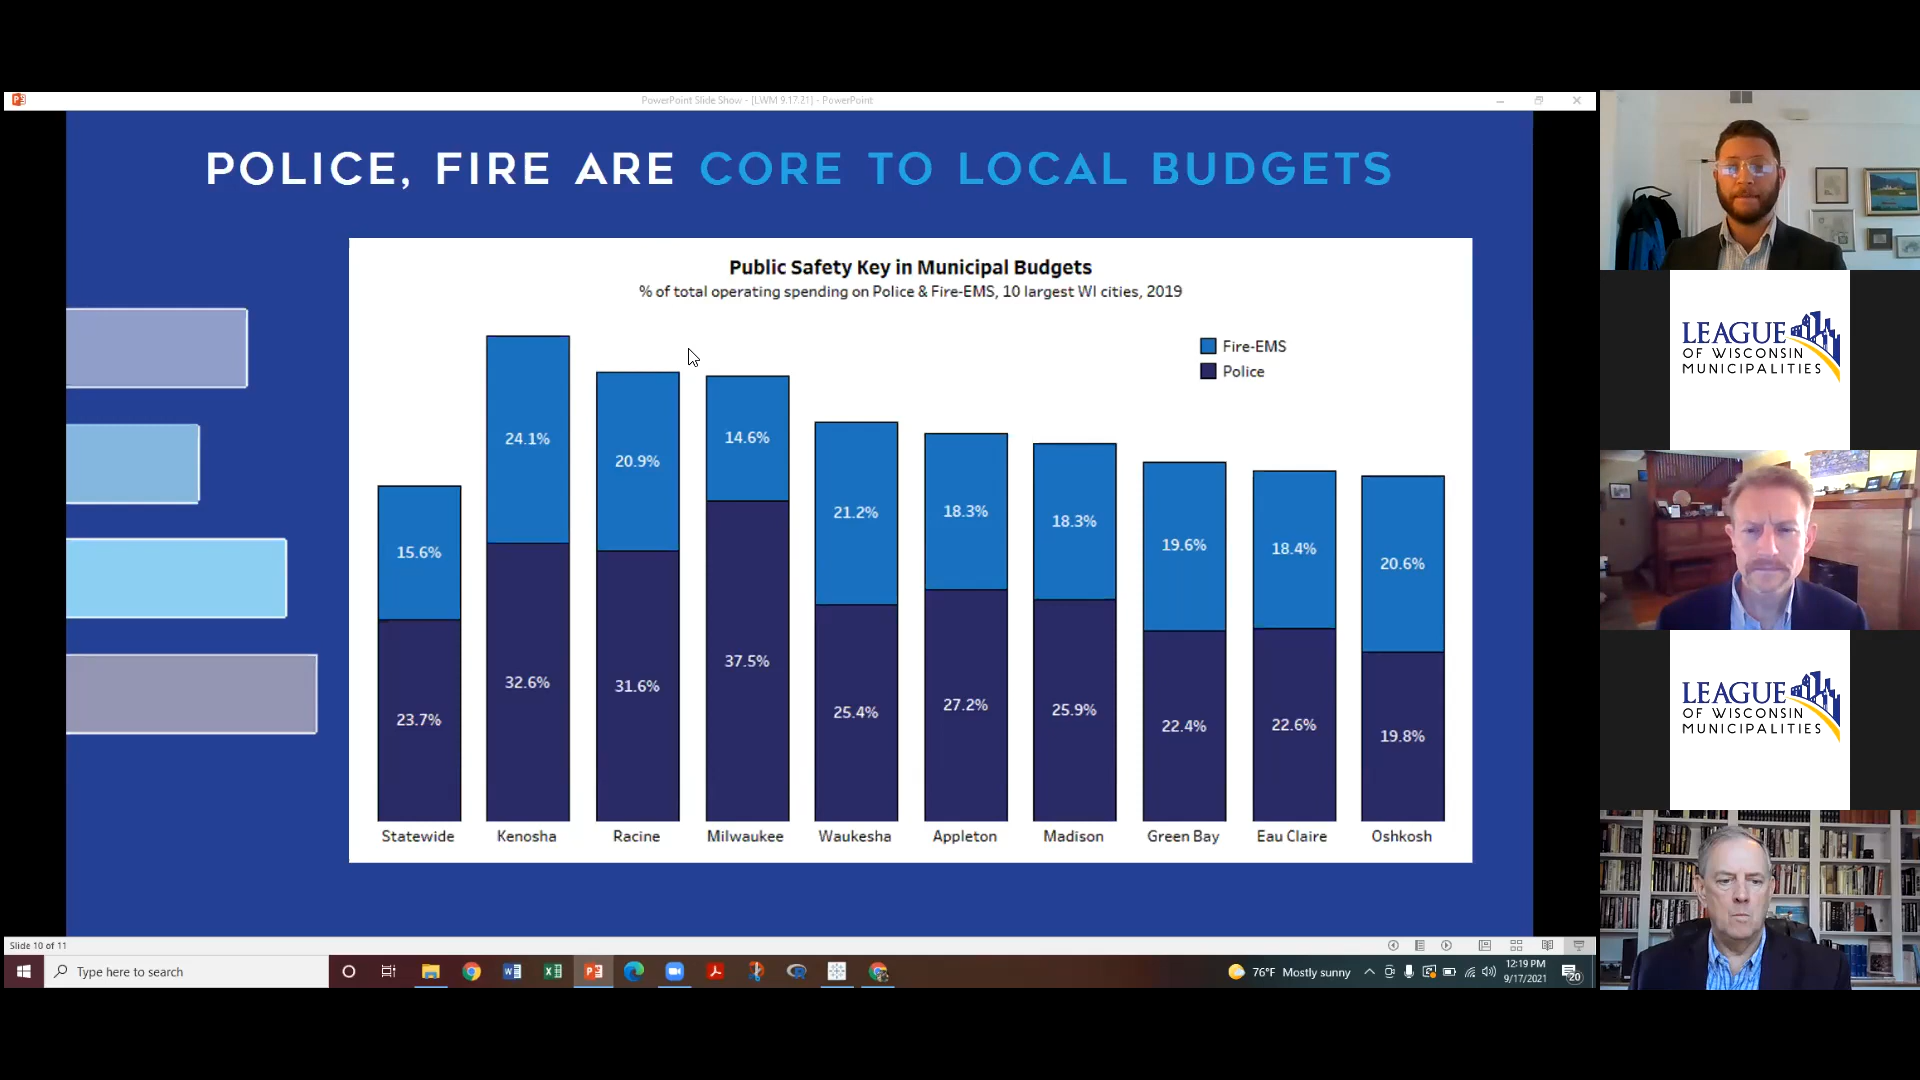 PowerPoint Slide Show - [LWM 9.17.21] - PowerPoint
POLICE, FIRE ARE CORE TO LOCAL BUDGETS
Public Safety Key in Municipal Budgets
% of total operating spending on Police & Fire-EMS, 10 largest WI cities, 2019
Fire-EMS
Police
15.6%
24.1%
20.9%
14.6%
21.2%
18.3%
18.3%
19.6%
18.4%
20.6%
23.7%
32.6%
31.6%
37.5%
25.4%
27.2%
25.9%
22.4%
22.6%
19.8%
Statewide
Kenosha
Racine
Milwaukee
Waukesha
Appleton
Madison
Green Bay
Eau Claire
Oshkosh
Slide 10 of 11
Type here to search
76°F Mostly sunny
12:19 PM
9/17/2021
20
LEAGUE
OF WISCONSIN
MUNICIPALITIES
LEAGUE
OF WISCONSIN
MUNICIPALITIES